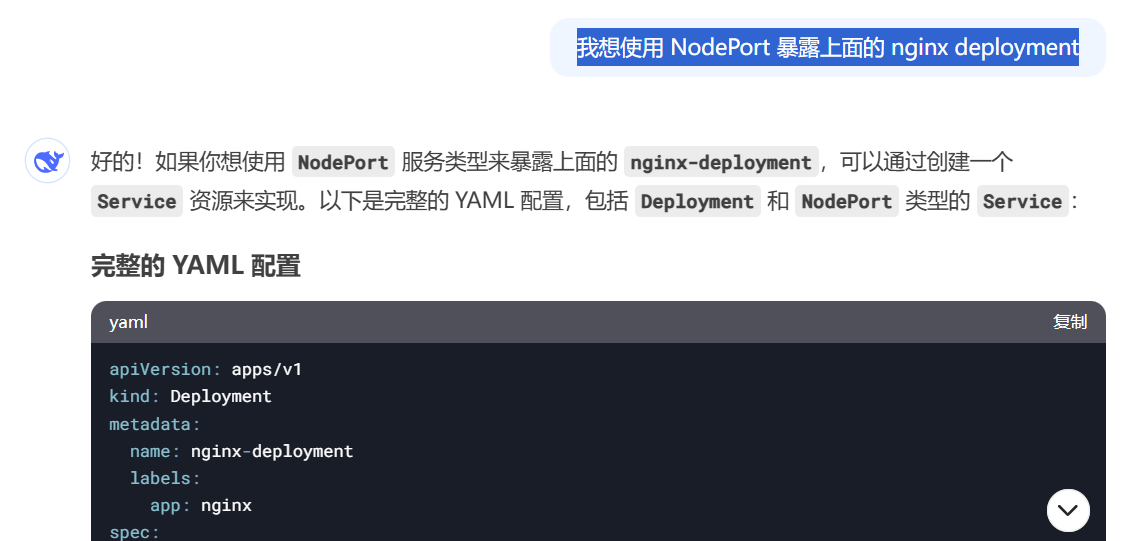 我想使用 NodePort 暴露上面的 nginx deployment
好的！如果你想使用 NodePort 服务类型来暴露上面的 nginx-deployment，可以通过创建一个
Service 资源来实现。以下是完整的 YAML 配置，包括 Deployment 和 NodePort 类型的 Service：
完整的 YAML 配置
yaml 复制
apiVersion: apps/v1
kind: Deployment
metadata:
  name: nginx-deployment
  labels:
    app: nginx
spec: